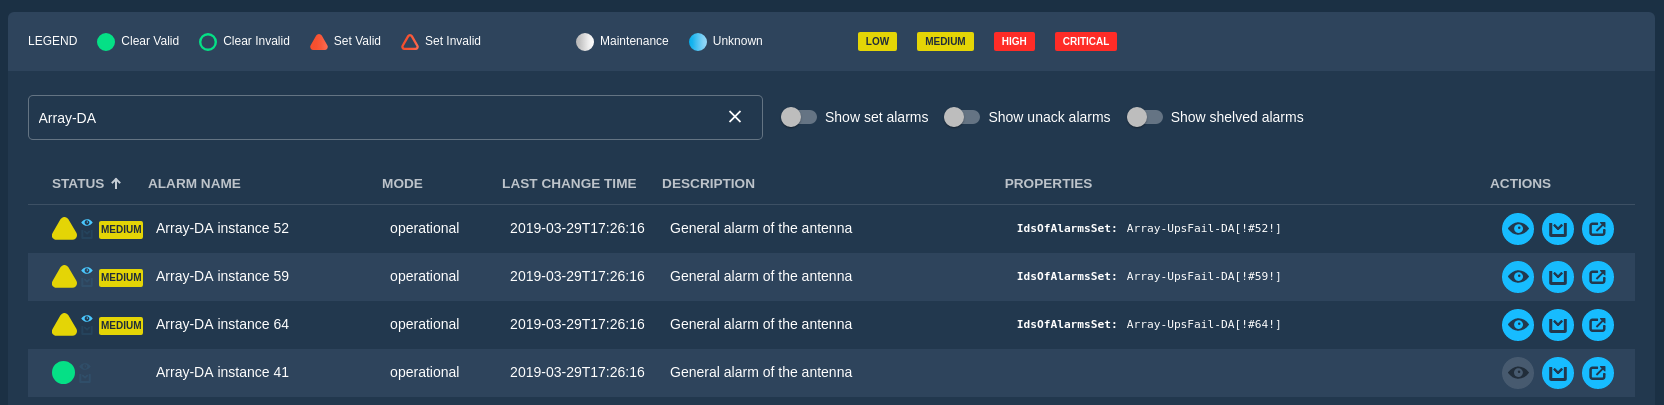 LEGEND Clear Valid Clear Invalid Set Valid Set Invalid Maintenance Unknown LOW MEDIUM HIGH CRITICAL
Array-DA Show set alarms Show unack alarms Show shelved alarms
STATUS ALARM NAME MODE LAST CHANGE TIME DESCRIPTION PROPERTIES ACTIONS
MEDIUM Array-DA instance 52 operational 2019-03-29T17:26:16 General alarm of the antenna IdsOfAlarmsSet: Array-UpsFail-DA[!#52!]
MEDIUM Array-DA instance 59 operational 2019-03-29T17:26:16 General alarm of the antenna IdsOfAlarmsSet: Array-UpsFail-DA[!#59!]
MEDIUM Array-DA instance 64 operational 2019-03-29T17:26:16 General alarm of the antenna IdsOfAlarmsSet: Array-UpsFail-DA[!#64!]
Array-DA instance 41 operational 2019-03-29T17:26:16 General alarm of the antenna